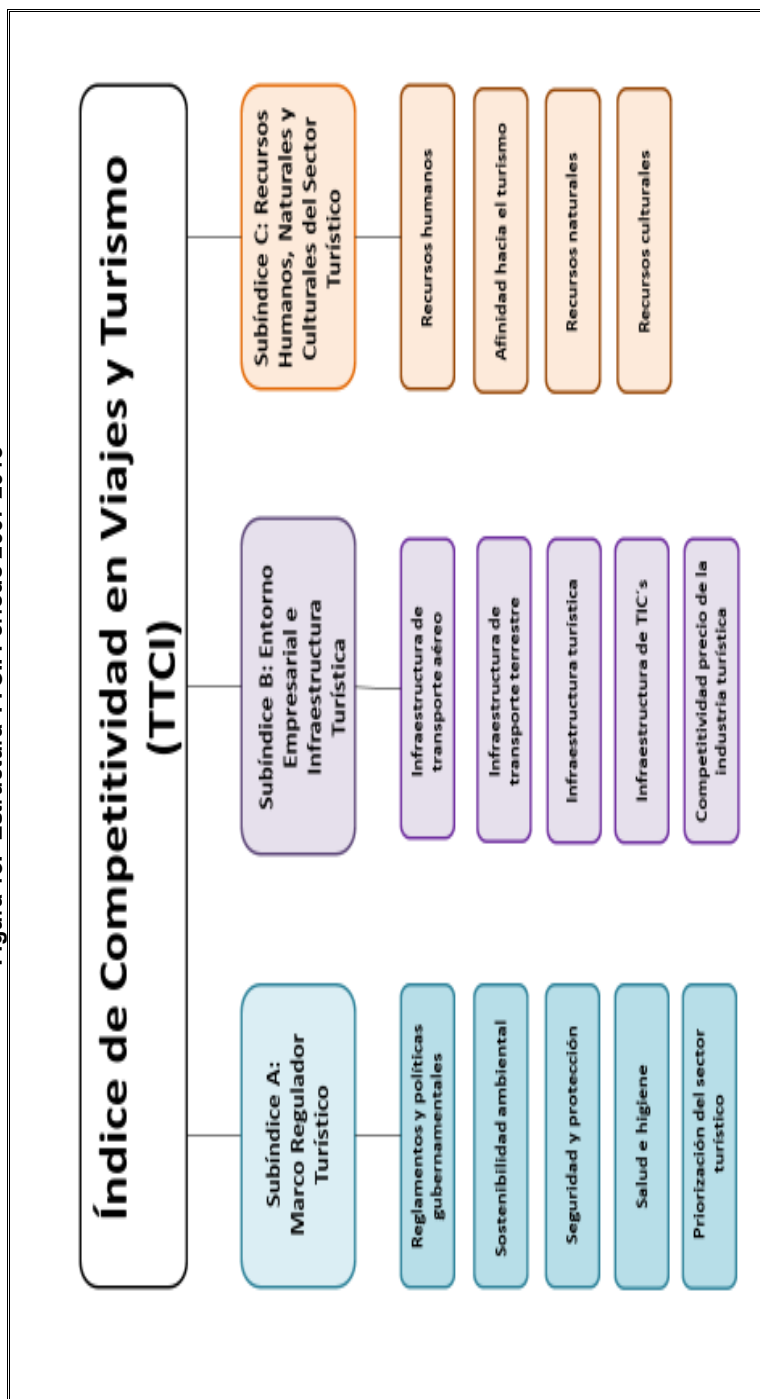 Índice de Competitividad en Viajes y Turismo
(TTCI)
Subíndice A:
Marco Regulador
Turístico
Reglamentos y políticas
gubernamentales
Sostenibilidad ambiental
Seguridad y protección
Salud e higiene
Priorización del sector
turístico
Subíndice B: Entorno
Empresarial e
Infraestructura
Turística
Infraestructura de
transporte aéreo
Infraestructura de
transporte terrestre
Infraestructura turística
Infraestructura de TIC´s
Competitividad precio de la
industria turística
Subíndice C: Recursos
Humanos, Naturales y
Culturales del Sector
Turístico
Recursos humanos
Afinidad hacia el turismo
Recursos naturales
Recursos culturales